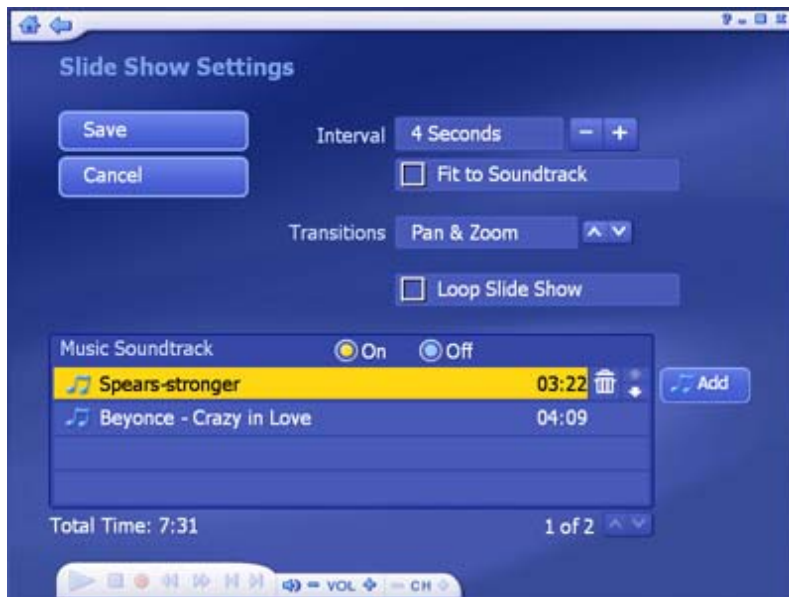 Slide Show Settings
Save
Interval 4 Seconds - +
Cancel
Fit to Soundtrack
Transitions Pan & Zoom
Loop Slide Show
Music Soundtrack On Off
Spears-stronger 03:22
Add
Beyonce - Crazy in Love 04:09
Total Time: 7:31 1 of 2
- VOL + - CH +